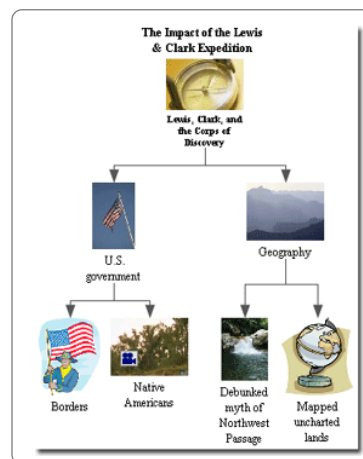 The Impact of the Lewis
& Clark Expedition
Lewis, Clark, and
the Corps of
Discovery
U.S.
government
Geography
Borders
Native
Americans
Debunked
myth of
Northwest
Passage
Mapped
uncharted
lands